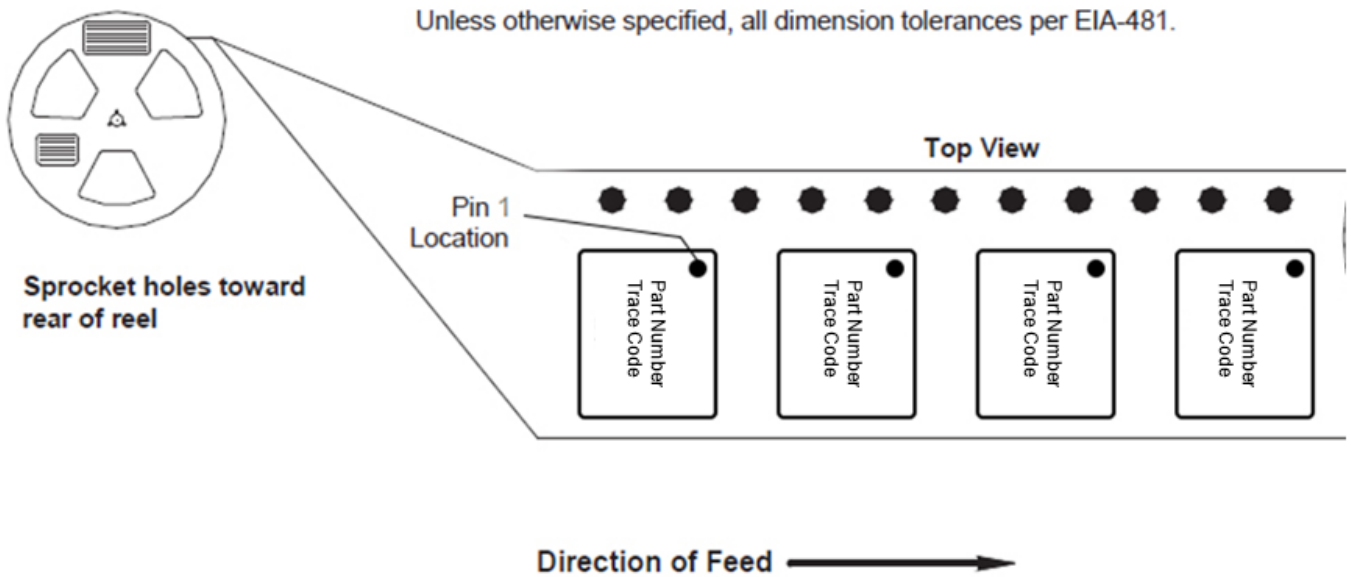 Unless otherwise specified, all dimension tolerances per EIA-481.
Top View
Pin 1
Location
Sprocket holes toward
rear of reel
Part Number
Trace Code
Part Number
Trace Code
Part Number
Trace Code
Part Number
Trace Code
Direction of Feed